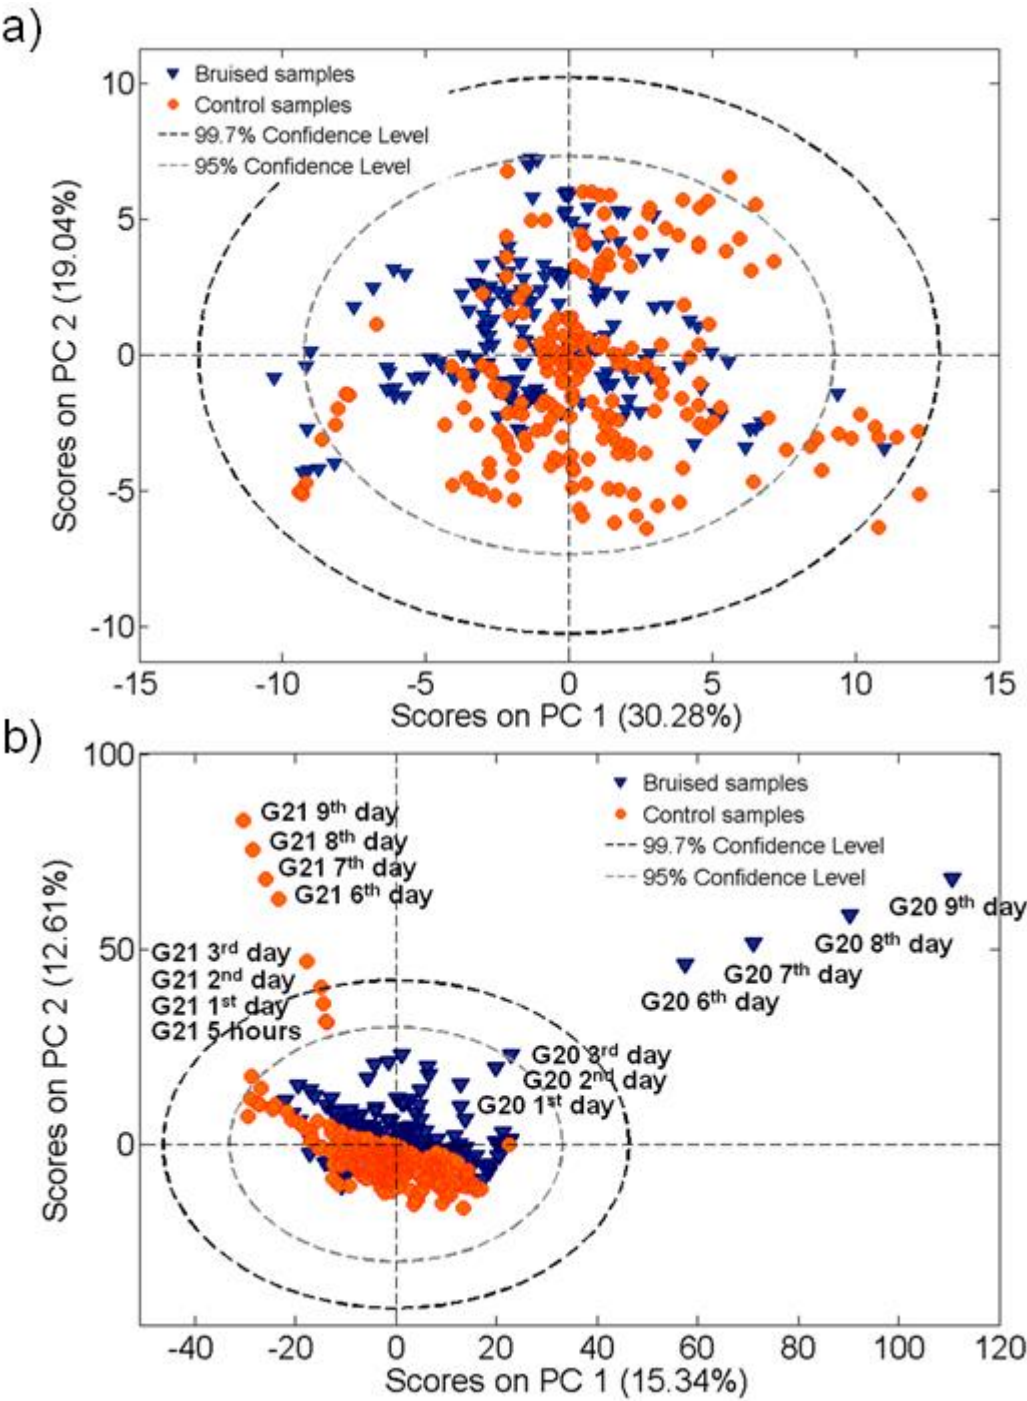 a)
Bruised samples
Control samples
99.7% Confidence Level
95% Confidence Level
Scores on PC 2 (19.04%)
10
5
0
-5
-10
-15 -10 -5 0 5 10 15
Scores on PC 1 (30.28%)
b)
Bruised samples
Control samples
99.7% Confidence Level
95% Confidence Level
G21 9th day
G21 8th day
G21 7th day
G21 6th day
G21 3rd day
G21 2nd day
G21 1st day
G21 5 hours
G20 9th day
G20 8th day
G20 7th day
G20 6th day
G20 3rd day
G20 2nd day
G20 1st day
Scores on PC 2 (12.61%)
100
50
0
-40 -20 0 20 40 60 80 100 120
Scores on PC 1 (15.34%)